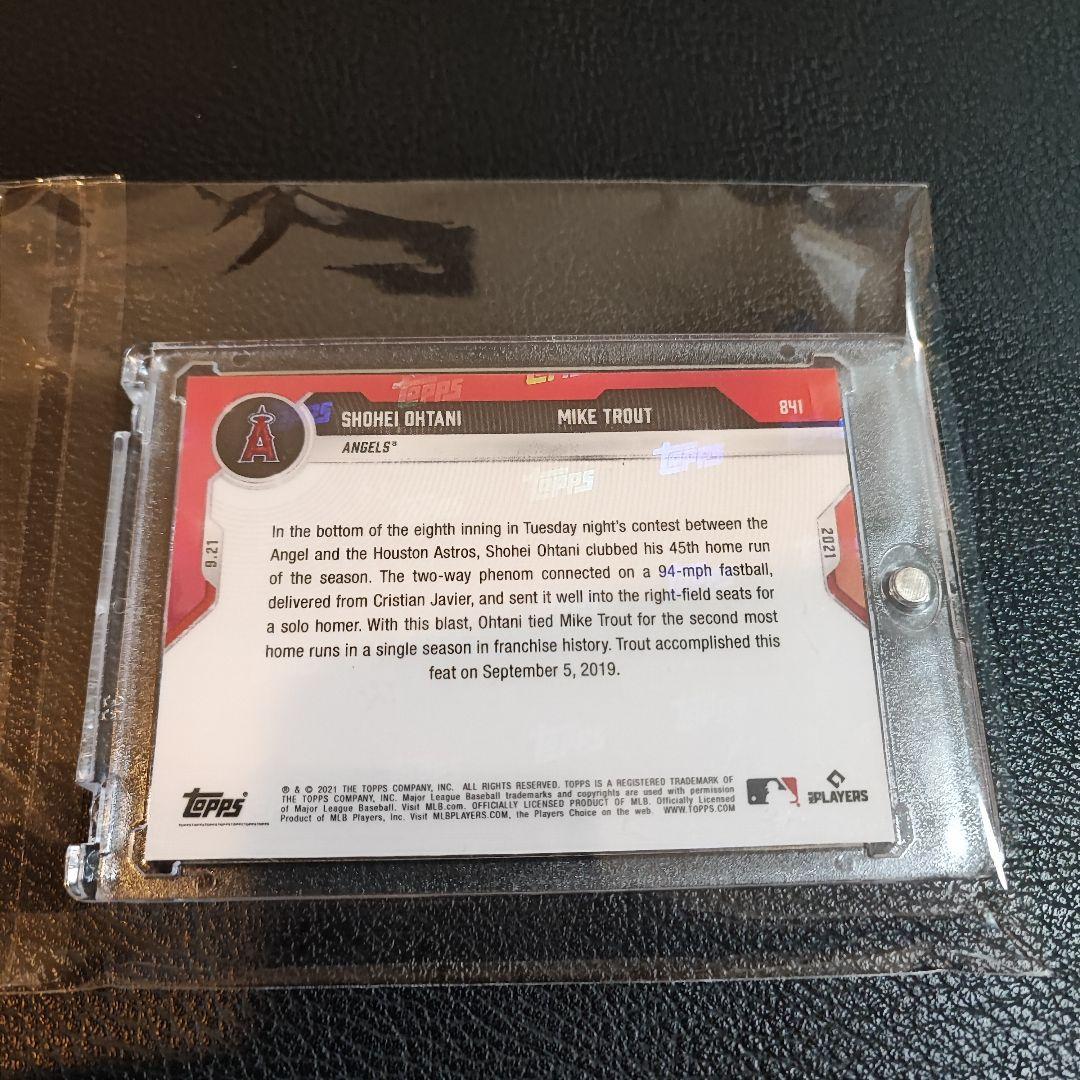 TOPPS
SHOHEI OHTANI MIKE TROUT 841
ANGELS®
TOPPS
TOPPS
9.21
2021
In the bottom of the eighth inning in Tuesday night's contest between the
Angel and the Houston Astros, Shohei Ohtani clubbed his 45th home run
of the season. The two-way phenom connected on a 94-mph fastball,
delivered from Cristian Javier, and sent it well into the right-field seats for
a solo homer. With this blast, Ohtani tied Mike Trout for the second most
home runs in a single season in franchise history. Trout accomplished this
feat on September 5, 2019.
TOPPS
® & © 2021 THE TOPPS COMPANY, INC. ALL RIGHTS RESERVED. TOPPS IS A REGISTERED TRADEMARK OF
THE TOPPS COMPANY, INC. Major League Baseball trademarks and copyrights are used with permission
of Major League Baseball. Visit MLB.com. OFFICIALLY LICENSED PRODUCT OF MLB. Officially Licensed
Product of MLB Players, Inc. Visit MLBPLAYERS.COM, the Players Choice on the web. WWW.TOPPS.COM
PLAYERS